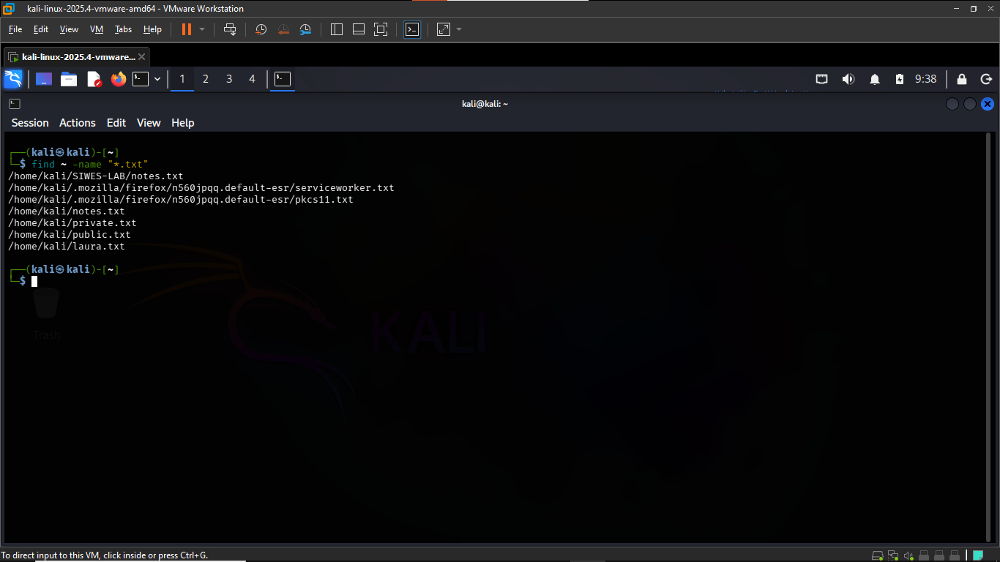 kali-linux-2025.4-vmware-amd64 - VMware Workstation
File Edit View VM Tabs Help
kali-linux-2025.4-vmware...
1 2 3 4 9:38
kali@kali: ~
Session Actions Edit View Help
┌──(kali㉿kali)-[~]
└─$ find ~ -name "*.txt"
/home/kali/SIWES-LAB/notes.txt
/home/kali/.mozilla/firefox/n560jpqq.default-esr/serviceworker.txt
/home/kali/.mozilla/firefox/n560jpqq.default-esr/pkcs11.txt
/home/kali/notes.txt
/home/kali/private.txt
/home/kali/public.txt
/home/kali/laura.txt
┌──(kali㉿kali)-[~]
└─$
Trash
KALI
To direct input to this VM, click inside or press Ctrl+G.